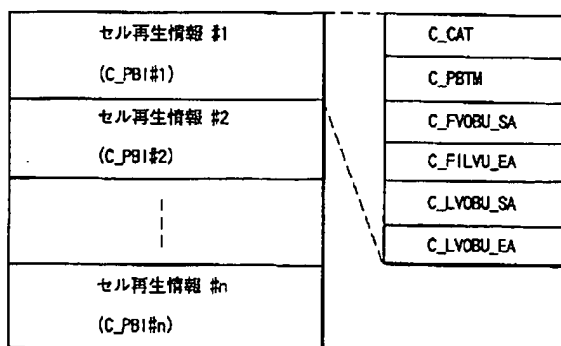 セル再生情報 #1
(C_PBI#1)
セル再生情報 #2
(C_PBI#2)
セル再生情報 #n
(C_PBI#n)
C_CAT
C_PBTM
C_FVOBU_SA
C_FILVU_EA
C_LVOBU_SA
C_LVOBU_EA